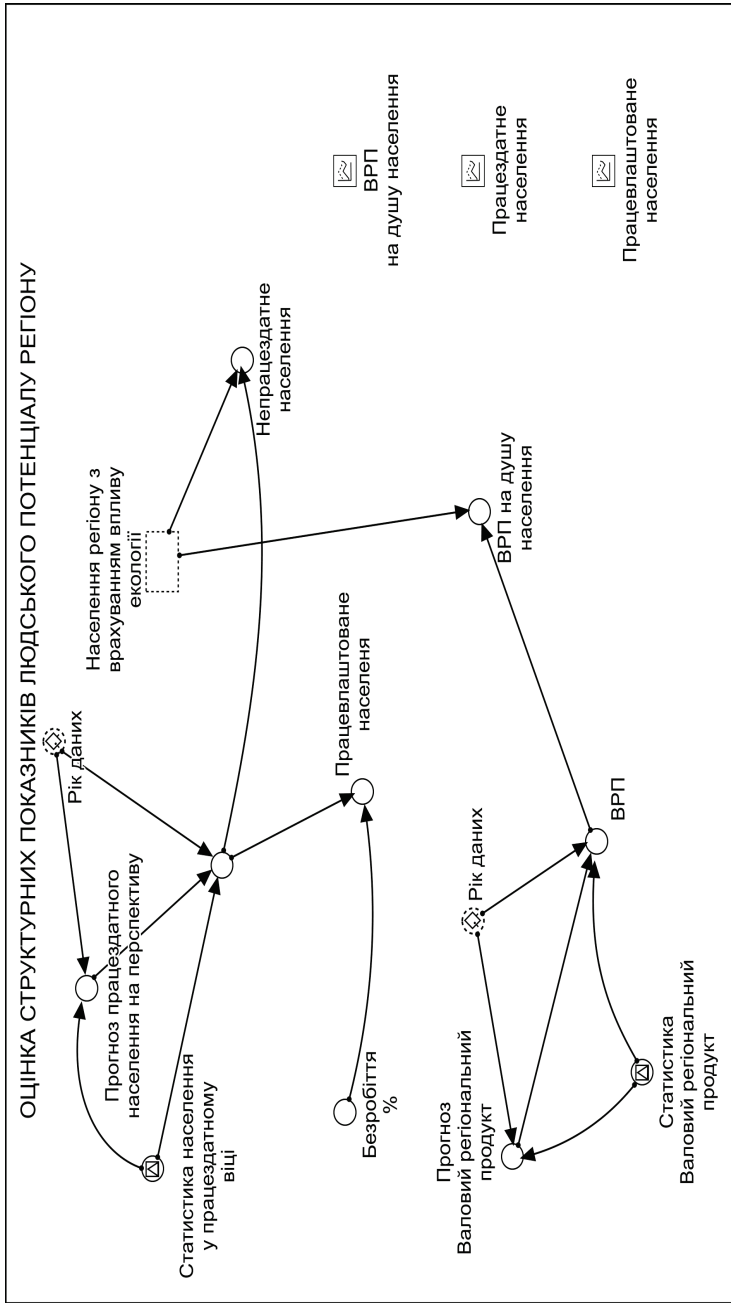 ОЦІНКА СТРУКТУРНИХ ПОКАЗНИКІВ ЛЮДСЬКОГО ПОТЕНЦІАЛУ РЕГІОНУ
Рік даних
Прогноз працездатного
населення на перспективу
Статистика населення
у працездатному
віці
Населення регіону з
врахуванням впливу
екології
Непрацездатне
населення
Працевлаштоване
населеня
Безробіття
%
Рік даних
Прогноз
Валовий регіональний
продукт
Статистика
Валовий регіональний
продукт
ВРП
ВРП на душу
населення
ВРП
на душу населення
Працездатне
населення
Працевлаштоване
населення